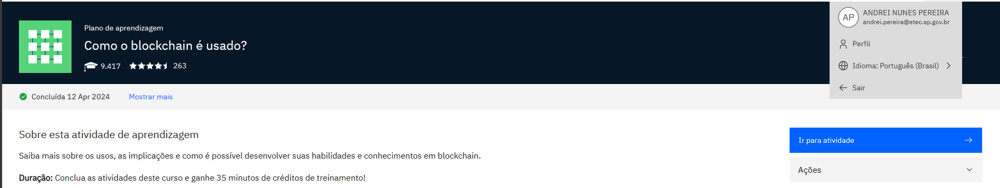 Plano de aprendizagem
Como o blockchain é usado?
9.417 263
AP ANDREI NUNES PEREIRA
andrei.pereira@etec.sp.gov.br
Perfil
Idioma: Português (Brasil)
Sair
Concluída 12 Apr 2024 Mostrar mais
Sobre esta atividade de aprendizagem
Saiba mais sobre os usos, as implicações e como é possível desenvolver suas habilidades e conhecimentos em blockchain.
Duração: Conclua as atividades deste curso e ganhe 35 minutos de créditos de treinamento!
Ir para atividade
Ações